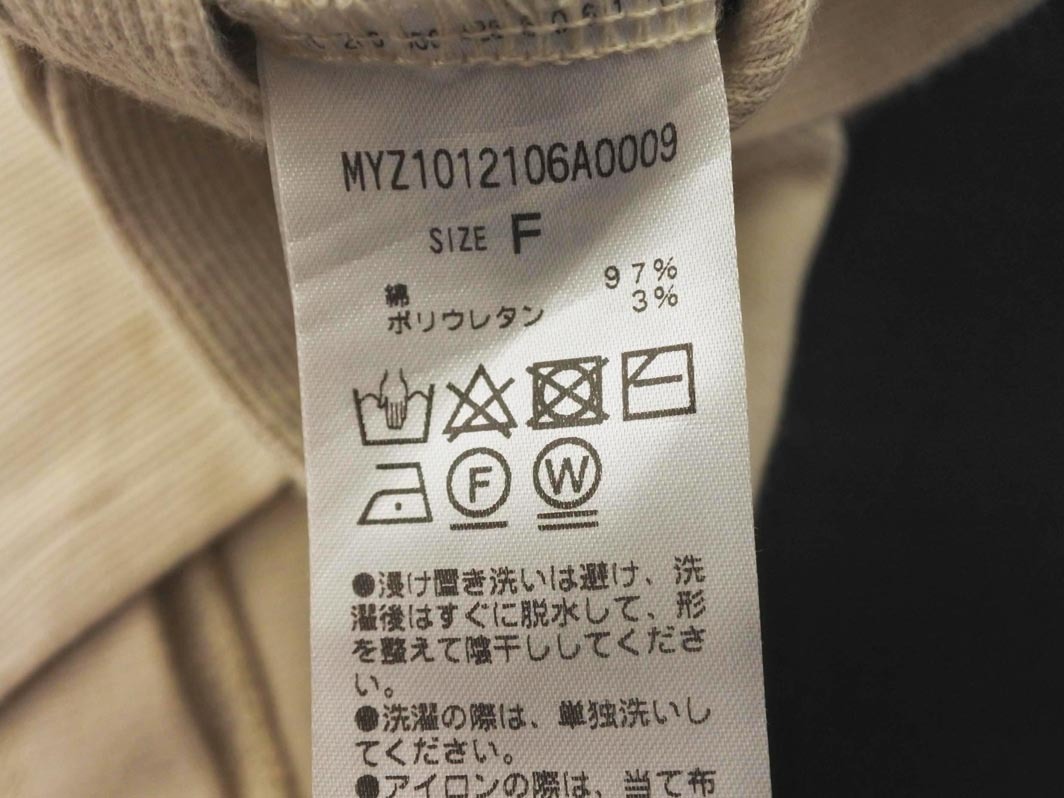 MYZ1012106A0009
SIZE F
綿 97%
ポリウレタン 3%
F W
●浸け置き洗いは避け、洗
濯後はすぐに脱水して、形
を整えて陰干ししてくださ
い。
●洗濯の際は、単独洗いし
てください。
●アイロンの際は、当て布